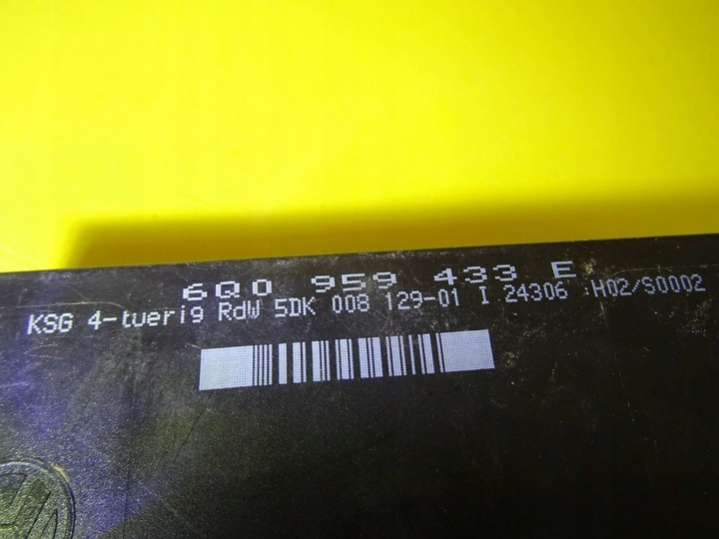 6Q0 959 433 E
KSG 4-tuerig RdW 5DK 008 129-01 I 24306 H02/S0002